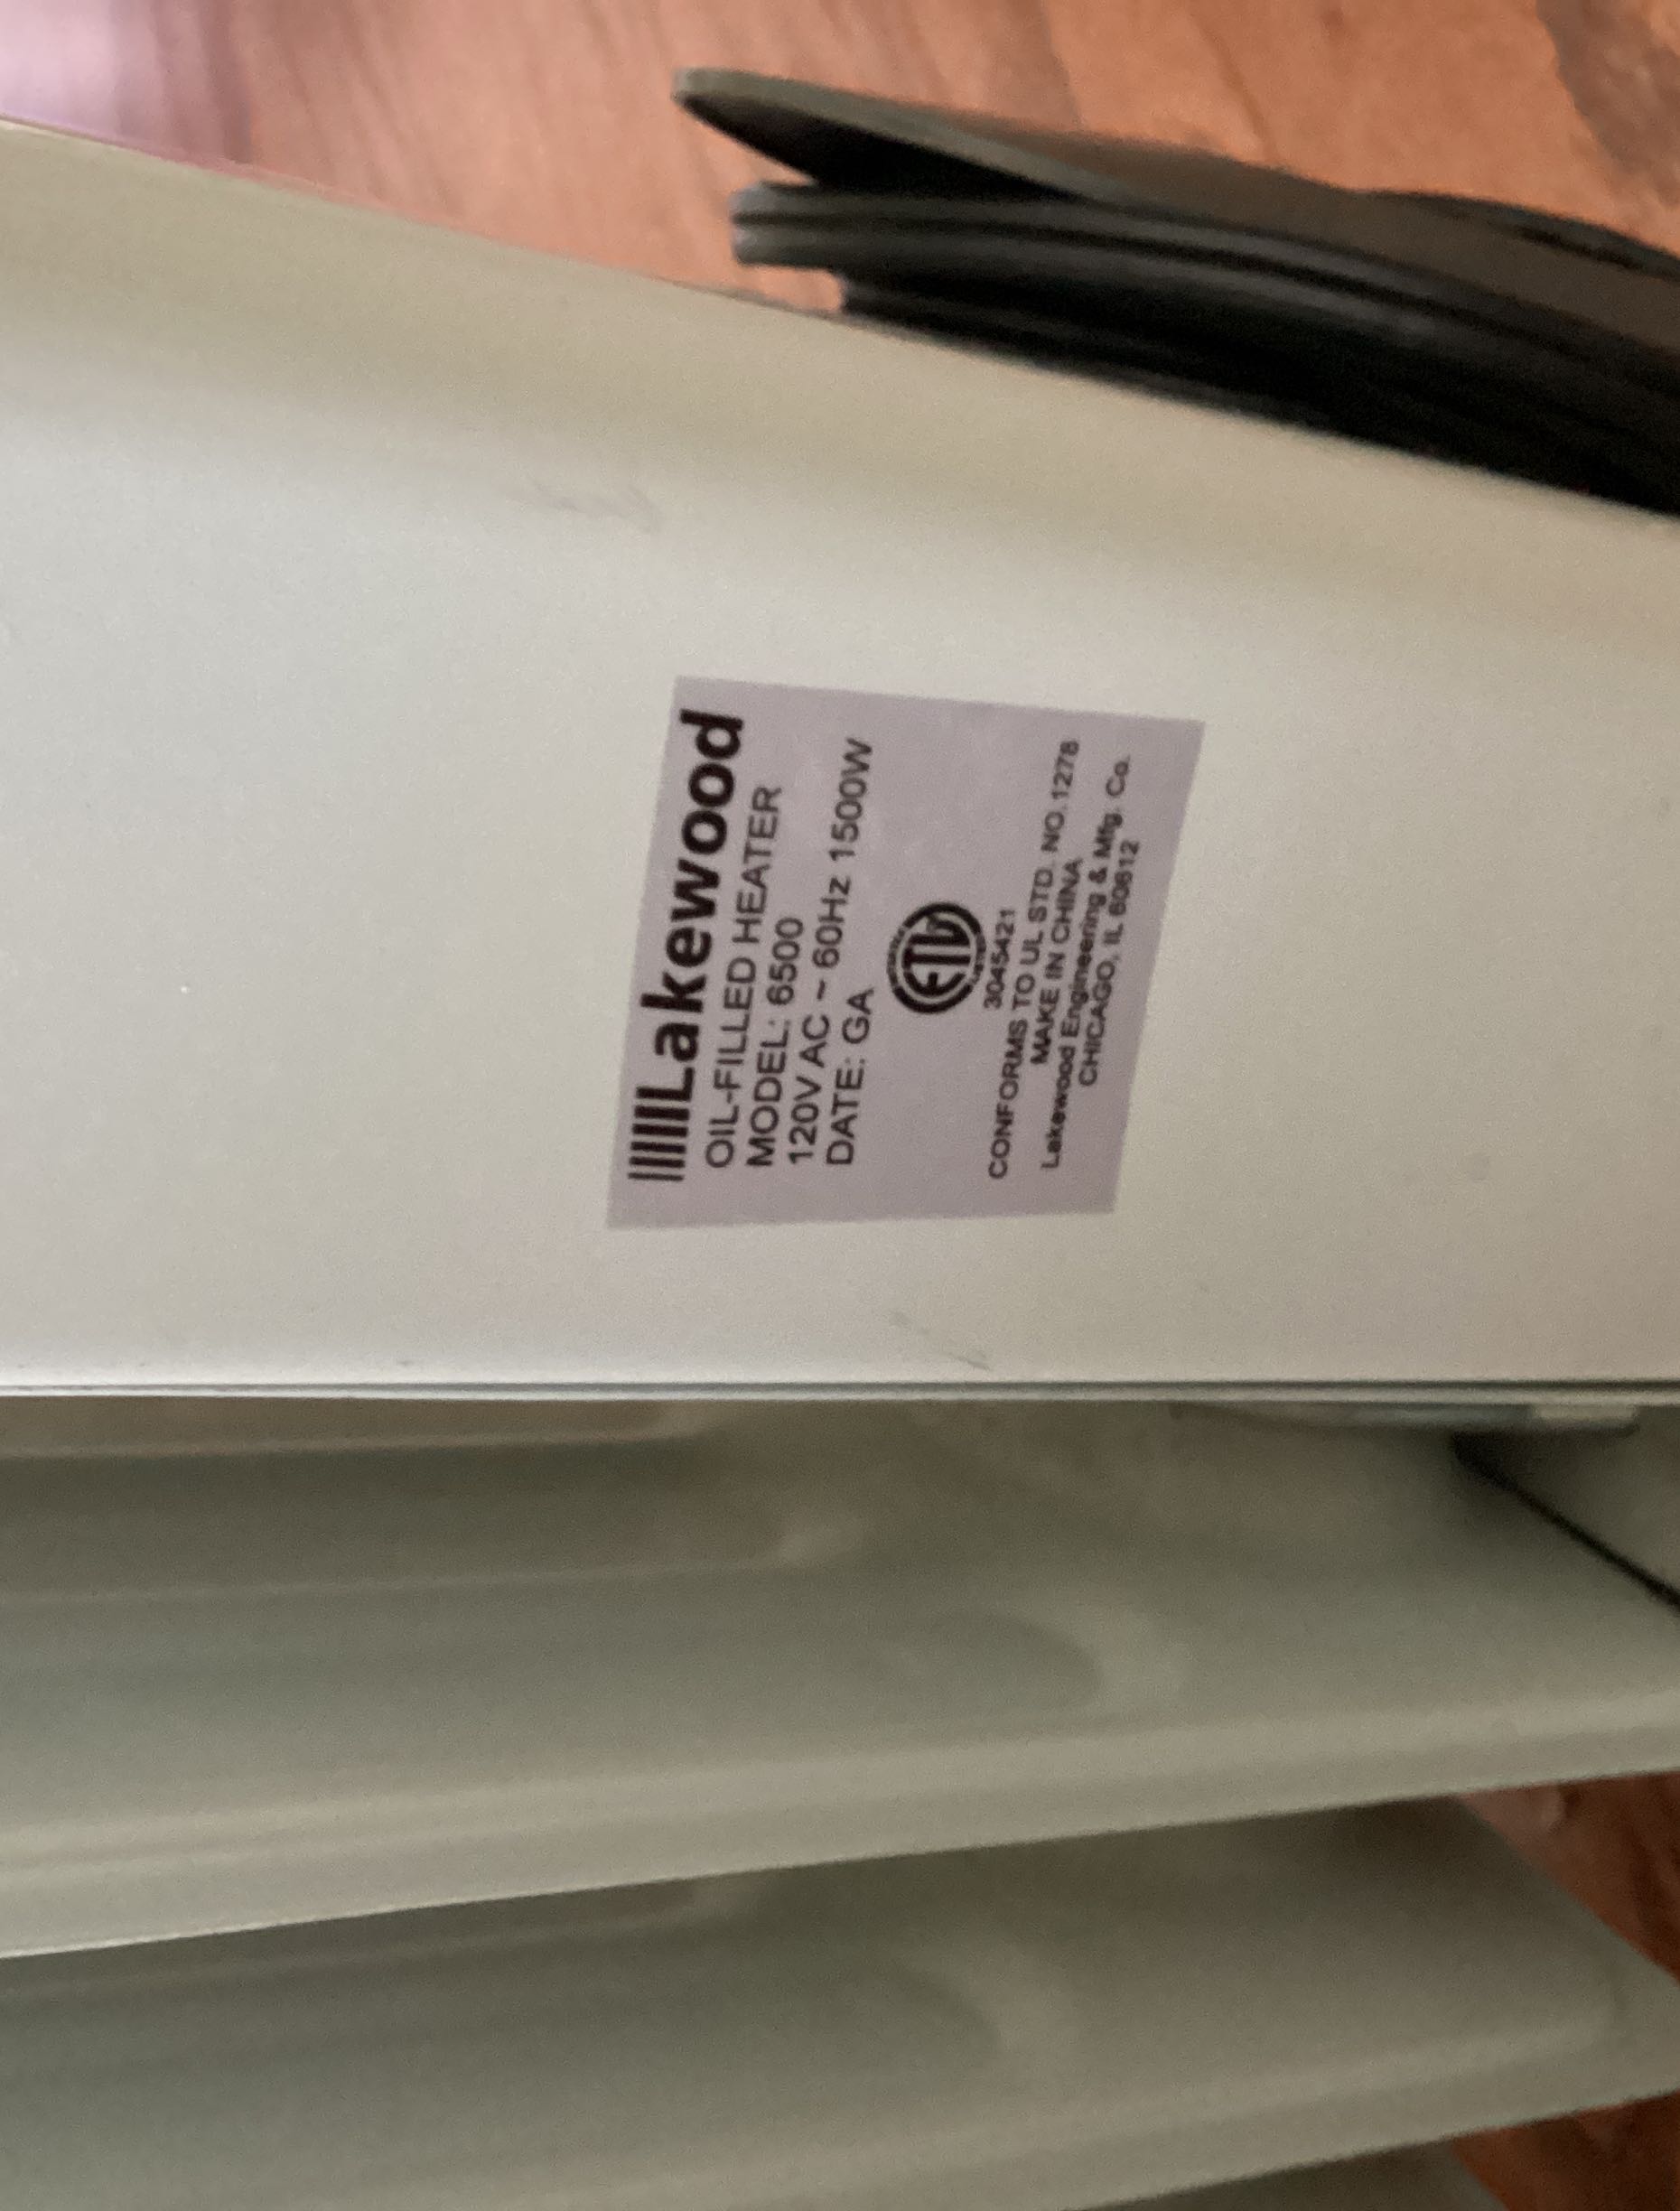 Lakewood
OIL-FILLED HEATER
MODEL: 6500
120V AC ~ 60Hz 1500W
DATE: GA
ETL
3045421
CONFORMS TO UL STD. NO. 1278
MAKE IN CHINA
Lakewood Engineering & Mfg. Co.
CHICAGO, IL 60612